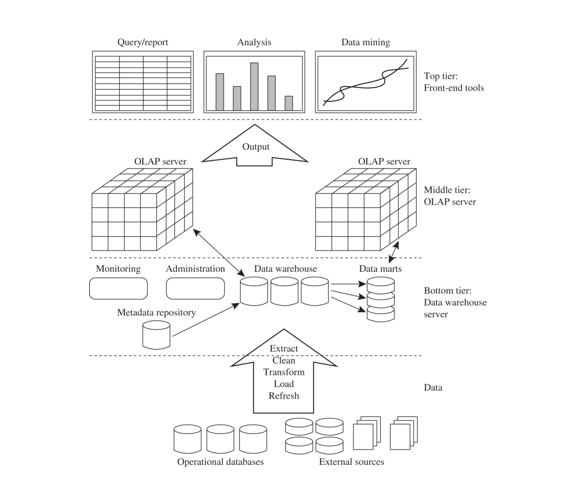 Query/report
Analysis
Data mining
Top tier:
Front-end tools
Output
OLAP server
OLAP server
Middle tier:
OLAP server
Monitoring
Administration
Data warehouse
Data marts
Bottom tier:
Data warehouse
server
Metadata repository
Extract
Clean
Transform
Load
Refresh
Data
Operational databases
External sources